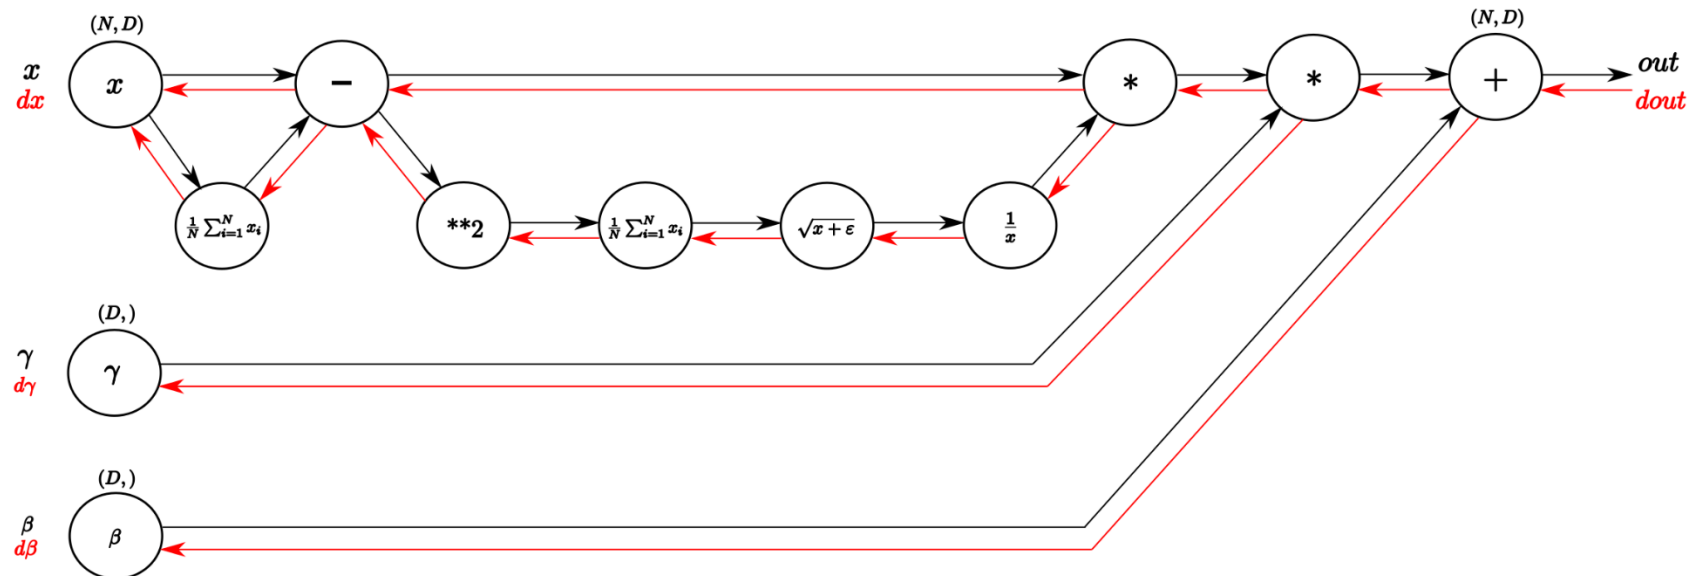 (N, D) (N, D)
x x − * * + out
dx dout
1/N ∑_{i=1}^{N} x_i **2 1/N ∑_{i=1}^{N} x_i √(x + ε) 1/x
(D, )
γ γ
dγ
(D, )
β β
dβ